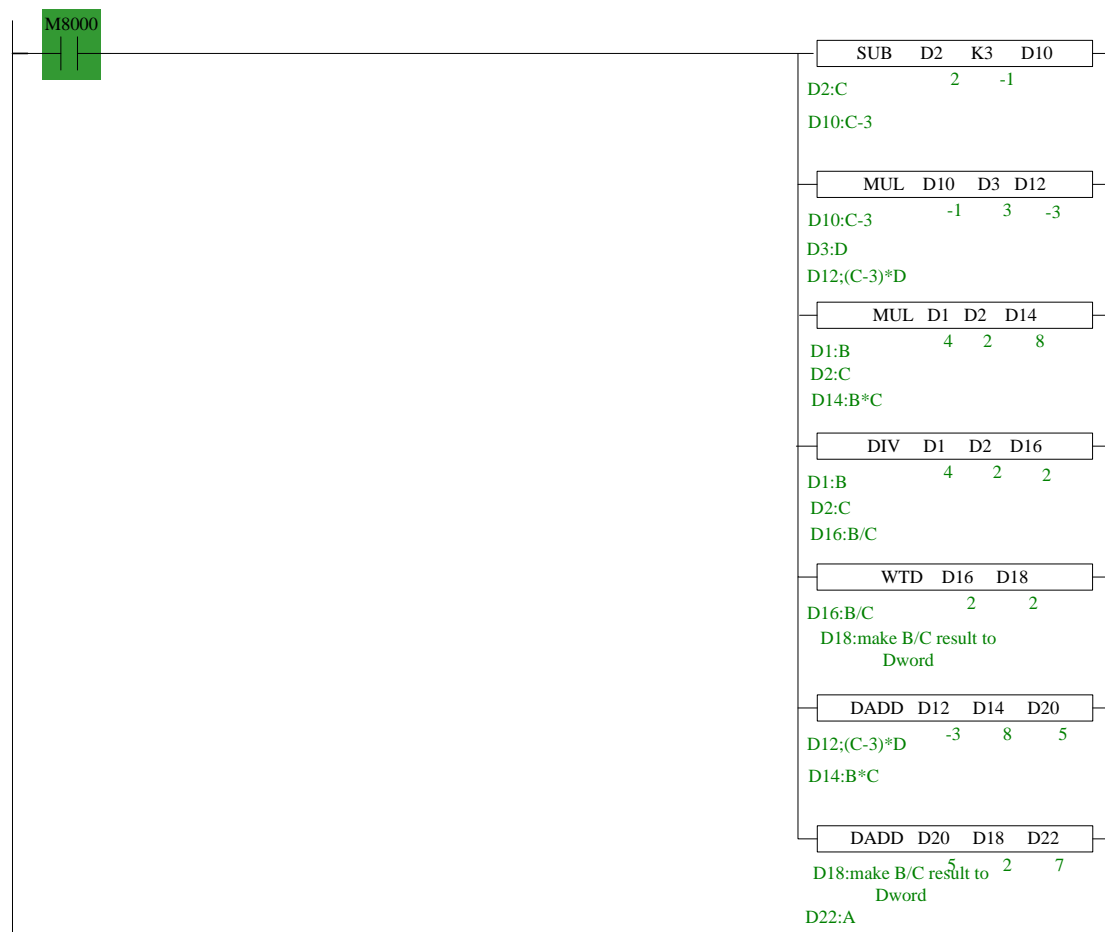 M8000
SUB D2 K3 D10
2 -1
D2:C
D10:C-3
MUL D10 D3 D12
-1 3 -3
D10:C-3
D3:D
D12;(C-3)*D
MUL D1 D2 D14
4 2 8
D1:B
D2:C
D14:B*C
DIV D1 D2 D16
4 2 2
D1:B
D2:C
D16:B/C
WTD D16 D18
2 2
D16:B/C
D18:make B/C result to
Dword
DADD D12 D14 D20
-3 8 5
D12;(C-3)*D
D14:B*C
DADD D20 D18 D22
5 2 7
D18:make B/C result to
Dword
D22:A